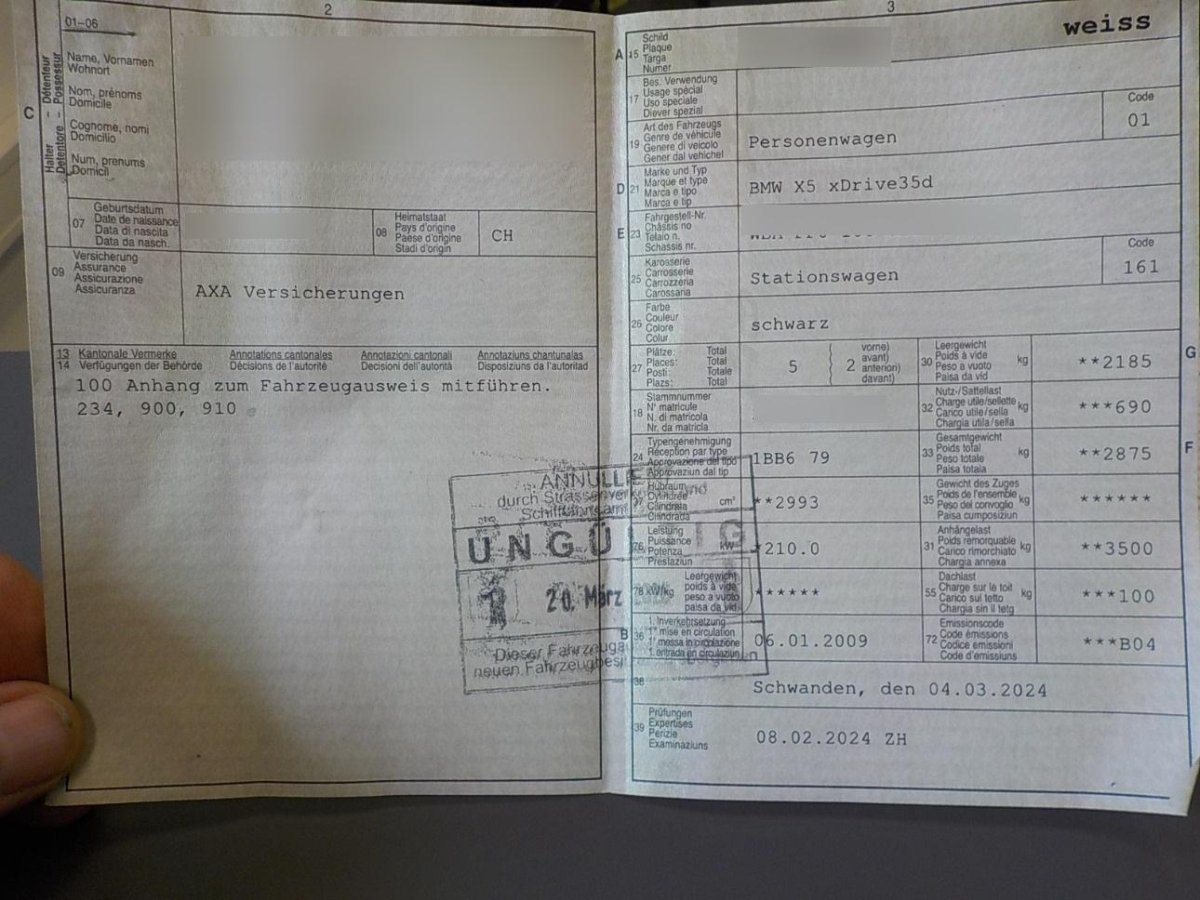 2
01–06
C
Halter – Détenteur
Detentore – Possessur
Name, Vornamen
Wohnort
Nom, prénoms
Domicile
Cognome, nomi
Domicilio
Num, prenums
Domicil
07
Geburtsdatum
Date de naissance
Data di nascita
Data da nasch.
08
Heimatstaat
Pays d'origine
Paese d'origine
Stadi d'origin
CH
09
Versicherung
Assurance
Assicurazione
Assicuranza
AXA Versicherungen
13 Kantonale Vermerke Annotations cantonales Annotazioni cantonali Annotaziuns chantunalas
14 Verfügungen der Behörde Décisions de l'autorité Decisioni dell'autorità Disposiziuns da l'autoritad
100 Anhang zum Fahrzeugausweis mitführen.
234, 900, 910
ANNULLIE
durch Strassenverk und
Schifffahrtsamt
UNGÜLTIG
20. März
Dieser Fahrzeuga
neuen Fahrzeugbesi
3
weiss
A 15
Schild
Plaque
Targa
Numer
17
Bes. Verwendung
Usage spécial
Uso speciale
Diever spezial
19
Art des Fahrzeugs
Genre de véhicule
Genere di veicolo
Gener dal vehichel
Personenwagen
Code
01
D 21
Marke und Typ
Marque et type
Marca e tipo
Marca e tip
BMW X5 xDrive35d
E 23
Fahrgestell-Nr.
Châssis no
Telaio n.
Schassis nr.
25
Karosserie
Carrosserie
Carrozzeria
Carossaria
Stationswagen
Code
161
26
Farbe
Couleur
Colore
Colur
schwarz
27
Plätze: Total
Places: Total
Posti: Totale
Plazs: Total
5
2
vorne)
avant)
anteriori)
davant)
30
Leergewicht
Poids à vide
Peso a vuoto
Paisa da vid
kg
**2185
G
18
Stammnummer
N° matricule
N. di matricola
Nr. da matricla
32
Nutz-/Sattellast
Charge utile/sellette
Carico utile/sella
Chargia utila/sella
kg
***690
24
Typengenehmigung
Réception par type
Approvazione del tipo
Approvaziun dal tip
1BB6 79
33
Gesamtgewicht
Poids total
Peso totale
Paisa totala
kg
**2875
F
37
Hubraum
Cylindrée
Cilindrata
Cilindrada
cm³
**2993
35
Gewicht des Zuges
Poids de l'ensemble
Peso del convoglio
Paisa cumposiziun
kg
******
76
Leistung
Puissance
Potenza
Prestaziun
kW
*210.0
31
Anhängelast
Poids remorquable
Carico rimorchiato
Chargia annexa
kg
**3500
78 kW/kg
Leergewicht
poids à vide
peso a vuoto
paisa da vid
******
55
Dachlast
Charge sur le toit
Carico sul tetto
Chargia sin il tetg
kg
***100
B 36
1. Inverkehrsetzung
1re mise en circulation
1a messa in circolazione
1. entrada en circulaziun
06.01.2009
72
Emissionscode
Code émissions
Codice emissioni
Code d'emissiuns
***B04
38
Schwanden, den 04.03.2024
39
Prüfungen
Expertises
Perizie
Examinaziuns
08.02.2024 ZH